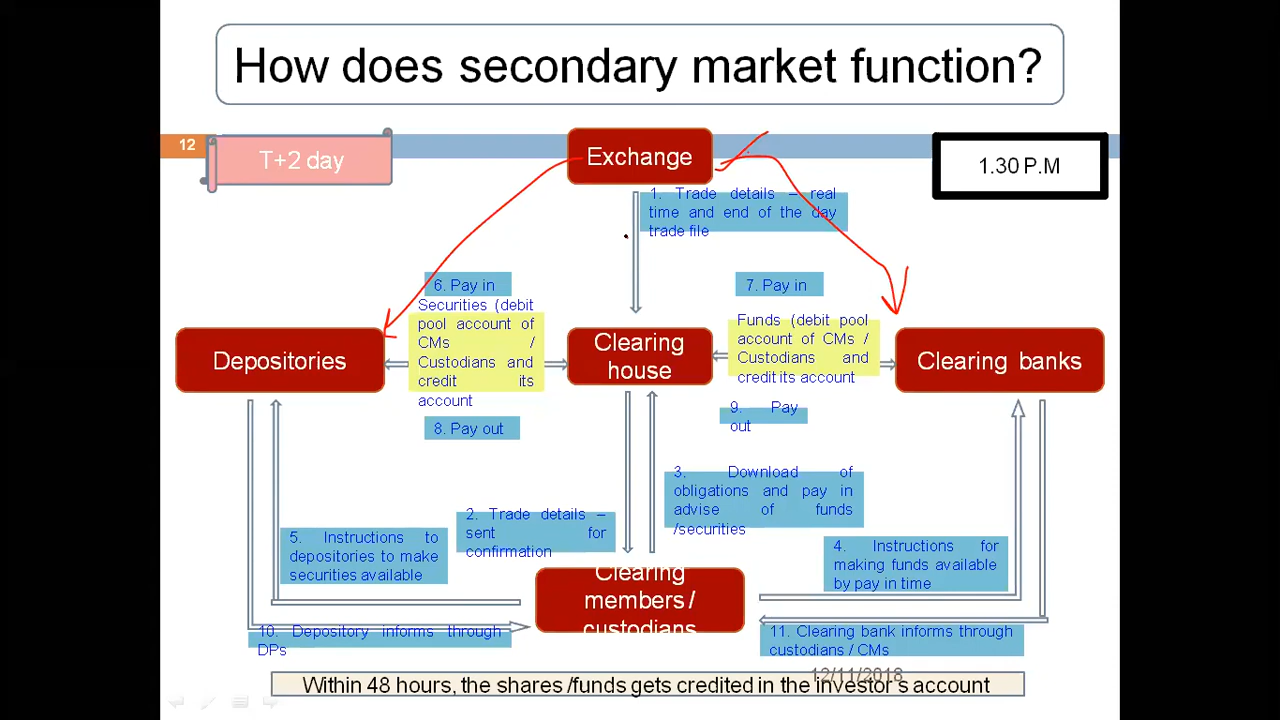 How does secondary market function?
12
T+2 day
Exchange
1.30 P.M
1. Trade details – real
time and end of the day
trade file
6. Pay in
Securities (debit
pool account of
CMs /
Custodians and
credit its
account
8. Pay out
7. Pay in
Funds (debit pool
account of CMs /
Custodians and
credit its account
9. Pay
out
Depositories
Clearing
house
Clearing banks
3. Download of
obligations and pay in
advise of funds
/securities
2. Trade details –
sent for
confirmation
5. Instructions to
depositories to make
securities available
4. Instructions for
making funds available
by pay in time
Clearing
members /
custodians
10. Depository informs through
DPs
11. Clearing bank informs through
custodians / CMs
12/11/2018
Within 48 hours, the shares /funds gets credited in the investor's account